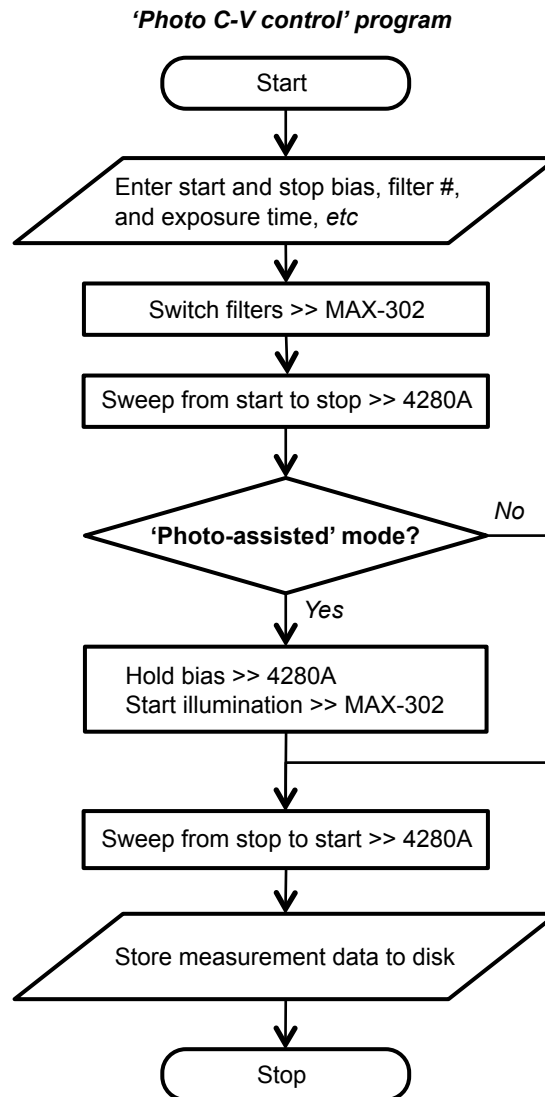 ‘Photo C-V control’ program
Start
Enter start and stop bias, filter #,
and exposure time, etc
Switch filters >> MAX-302
Sweep from start to stop >> 4280A
‘Photo-assisted’ mode?
No
Yes
Hold bias >> 4280A
Start illumination >> MAX-302
Sweep from stop to start >> 4280A
Store measurement data to disk
Stop